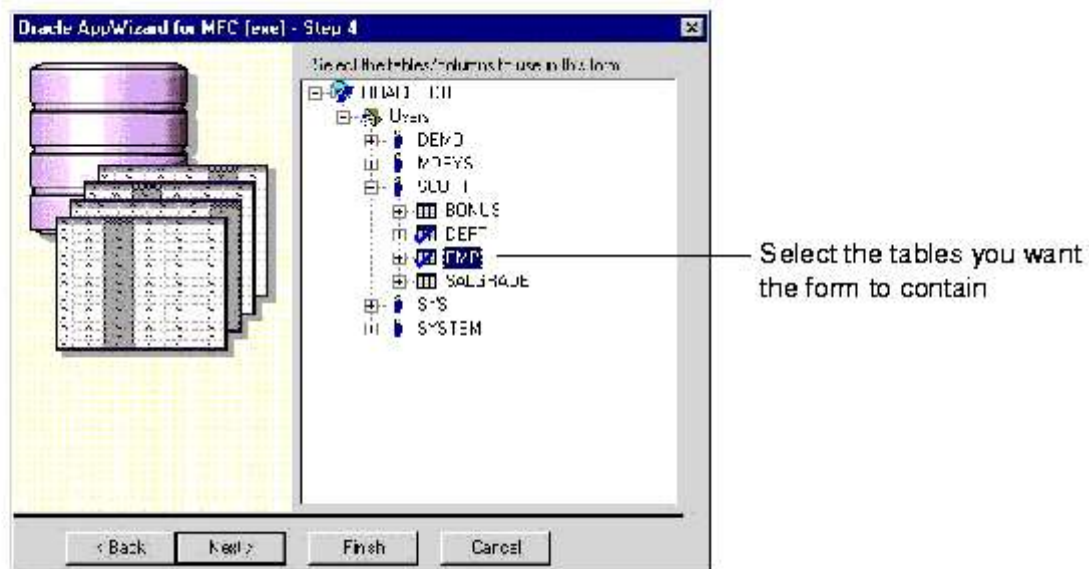 Oracle AppWizard for MFC [exe] - Step 4
Select the tables/columns to use in this form
Users
DEMO
MDSYS
SCOTT
BONUS
DEPT
EMP
SALGRADE
SYS
SYSTEM
Select the tables you want
the form to contain
< Back
Next >
Finish
Cancel